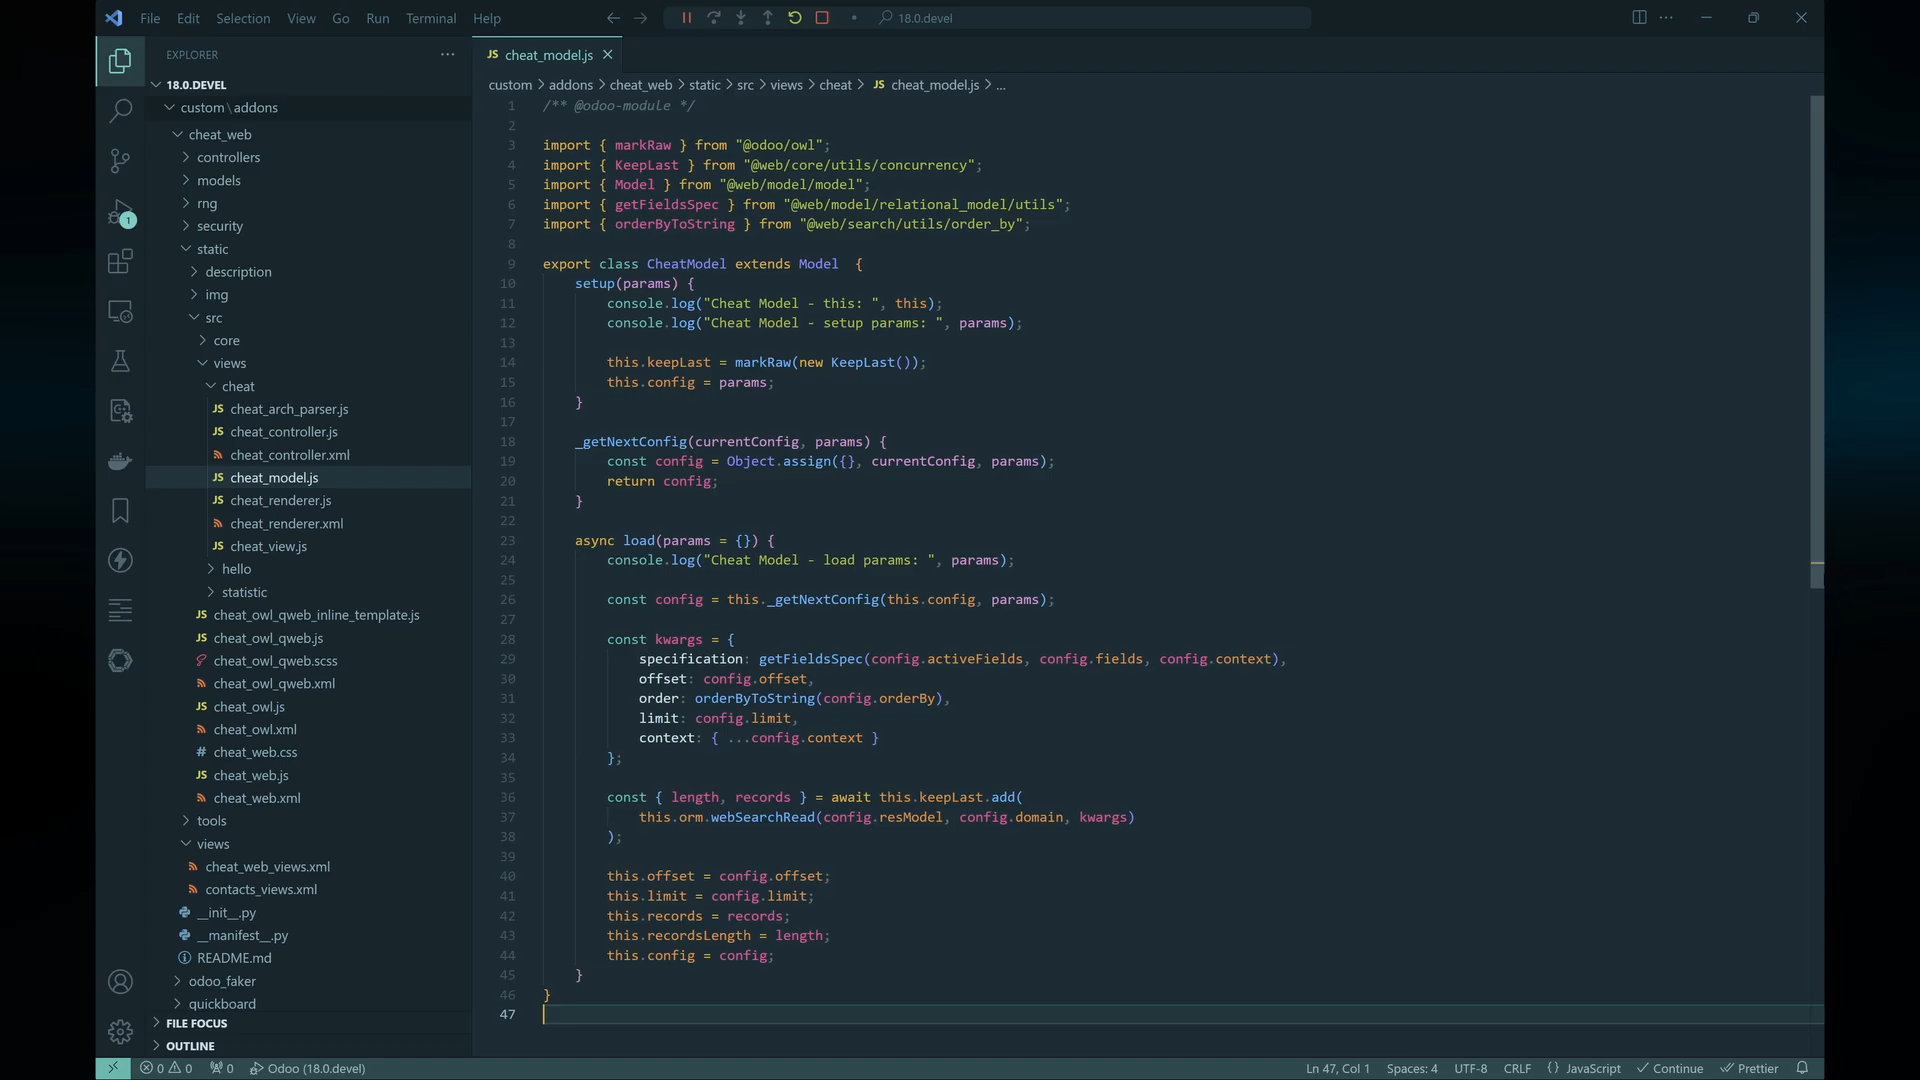 File Edit Selection View Go Run Terminal Help 18.0.devel
EXPLORER
18.0.DEVEL
custom\addons
cheat_web
controllers
models
rng
security
static
description
img
src
core
views
cheat
JS cheat_arch_parser.js
JS cheat_controller.js
cheat_controller.xml
JS cheat_model.js
JS cheat_renderer.js
cheat_renderer.xml
JS cheat_view.js
hello
statistic
JS cheat_owl_qweb_inline_template.js
JS cheat_owl_qweb.js
cheat_owl_qweb.scss
cheat_owl_qweb.xml
JS cheat_owl.js
cheat_owl.xml
# cheat_web.css
JS cheat_web.js
cheat_web.xml
tools
views
cheat_web_views.xml
contacts_views.xml
__init__.py
__manifest__.py
README.md
odoo_faker
quickboard
FILE FOCUS
OUTLINE
1
JS cheat_model.js
custom > addons > cheat_web > static > src > views > cheat > JS cheat_model.js > ...
1 /** @odoo-module */
2
3 import { markRaw } from "@odoo/owl";
4 import { KeepLast } from "@web/core/utils/concurrency";
5 import { Model } from "@web/model/model";
6 import { getFieldsSpec } from "@web/model/relational_model/utils";
7 import { orderByToString } from "@web/search/utils/order_by";
8
9 export class CheatModel extends Model  {
10 setup(params) {
11 console.log("Cheat Model - this: ", this);
12 console.log("Cheat Model - setup params: ", params);
13
14 this.keepLast = markRaw(new KeepLast());
15 this.config = params;
16 }
17
18 _getNextConfig(currentConfig, params) {
19 const config = Object.assign({}, currentConfig, params);
20 return config;
21 }
22
23 async load(params = {}) {
24 console.log("Cheat Model - load params: ", params);
25
26 const config = this._getNextConfig(this.config, params);
27
28 const kwargs = {
29 specification: getFieldsSpec(config.activeFields, config.fields, config.context),
30 offset: config.offset,
31 order: orderByToString(config.orderBy),
32 limit: config.limit,
33 context: { ...config.context }
34 };
35
36 const { length, records } = await this.keepLast.add(
37 this.orm.webSearchRead(config.resModel, config.domain, kwargs)
38 );
39
40 this.offset = config.offset;
41 this.limit = config.limit;
42 this.records = records;
43 this.recordsLength = length;
44 this.config = config;
45 }
46 }
47
0 0 0 Odoo (18.0.devel) Ln 47, Col 1 Spaces: 4 UTF-8 CRLF {} JavaScript Continue Prettier